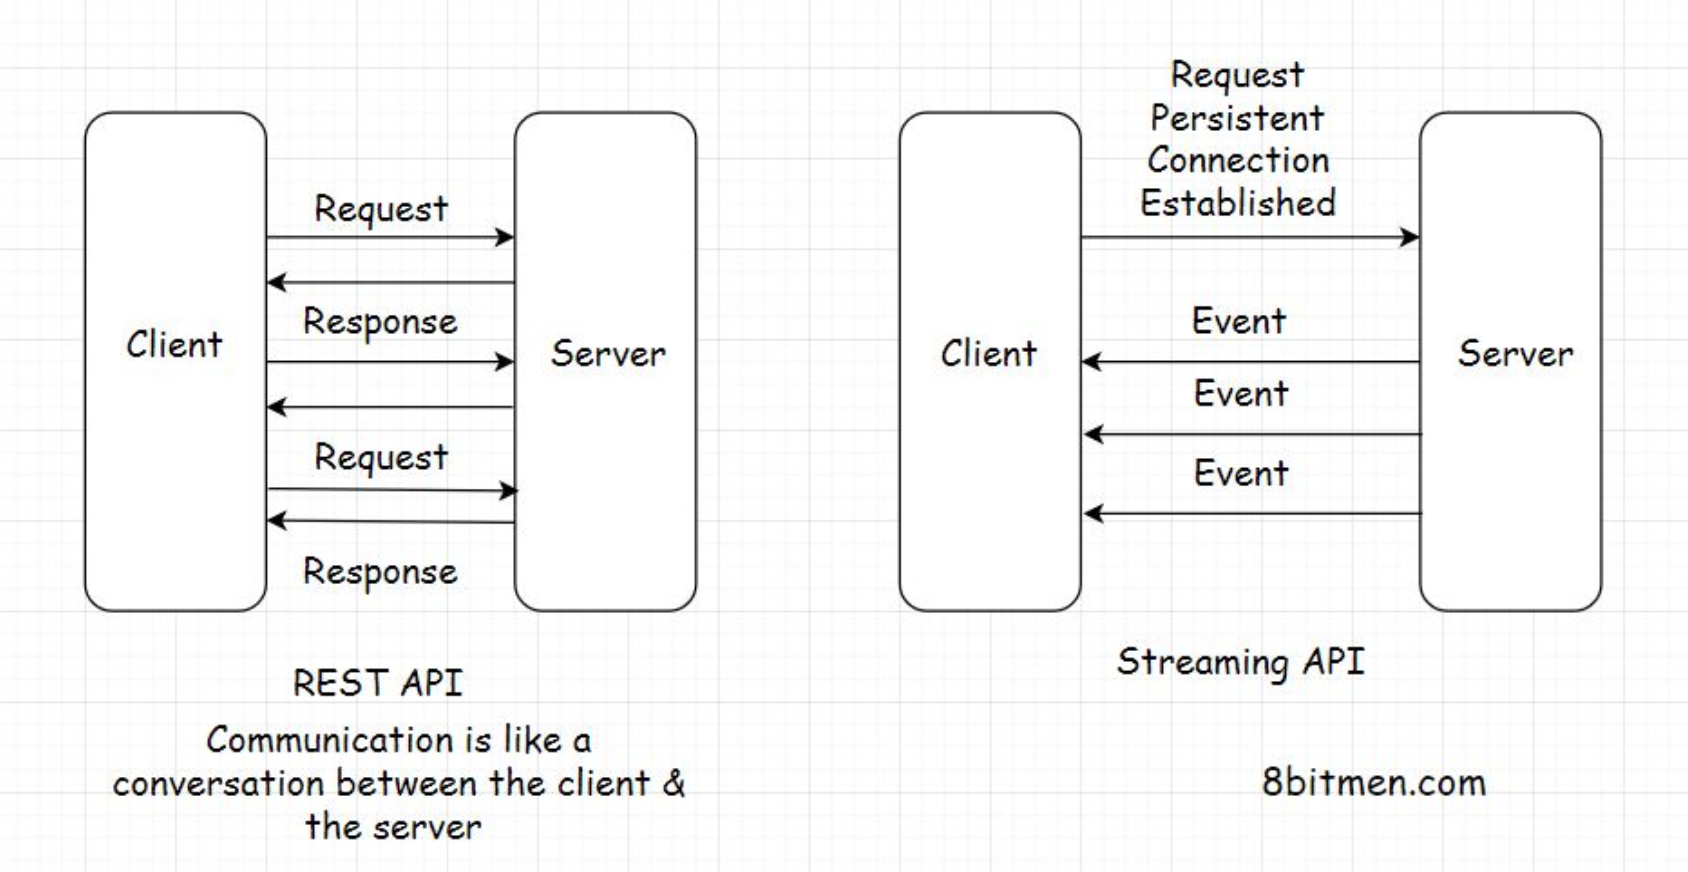 Client
Request
Response
Request
Response
Server
REST API
Communication is like a
conversation between the client &
the server
Client
Request
Persistent
Connection
Established
Event
Event
Event
Server
Streaming API
8bitmen.com